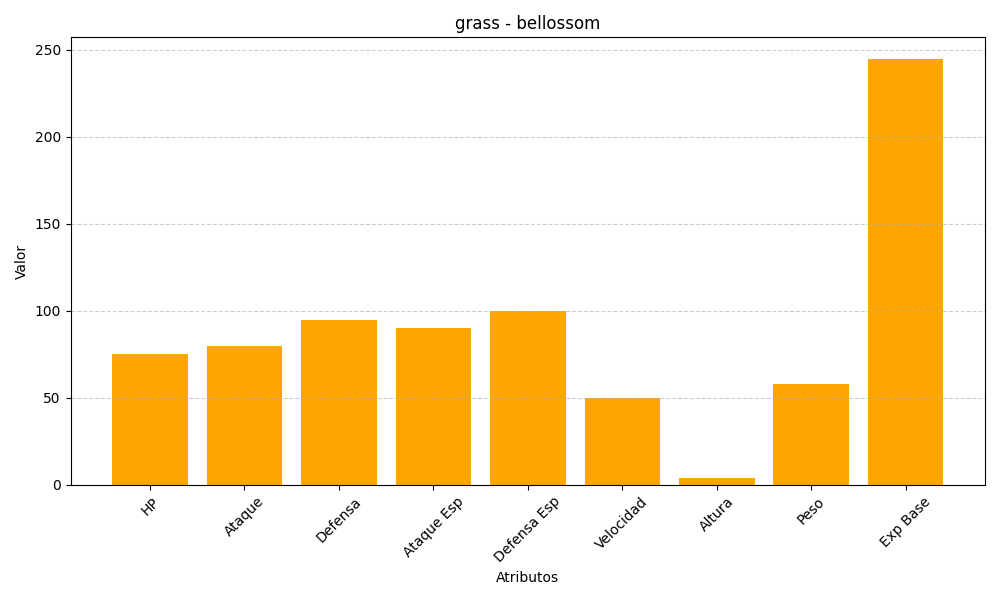 grass - bellossom
Valor
250
200
150
100
50
0
HP
Ataque
Defensa
Ataque Esp
Defensa Esp
Velocidad
Altura
Peso
Exp Base
Atributos